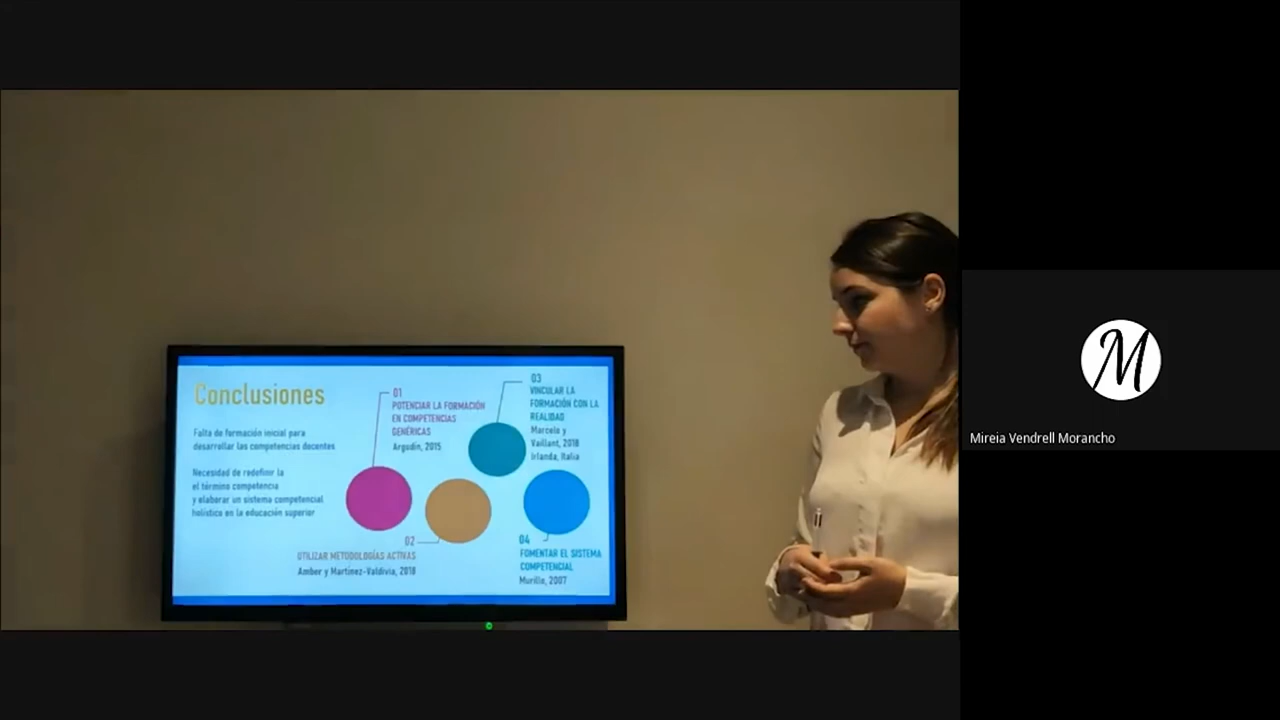 Conclusiones
Falta de formación inicial para
desarrollar las competencias docentes
Necesidad de redefinir la
el término competencia
y elaborar un sistema competencial
holístico en la educación superior
01
POTENCIAR LA FORMACIÓN
EN COMPETENCIAS
GENÉRICAS
Argudín, 2015
02
UTILIZAR METODOLOGÍAS ACTIVAS
Amber y Martínez-Valdivia, 2018
03
VINCULAR LA
FORMACIÓN CON LA
REALIDAD
Marcelo y
Vaillant, 2018
Irlanda, Italia
04
FOMENTAR EL SISTEMA
COMPETENCIAL
Murillo, 2007
M
Mireia Vendrell Morancho